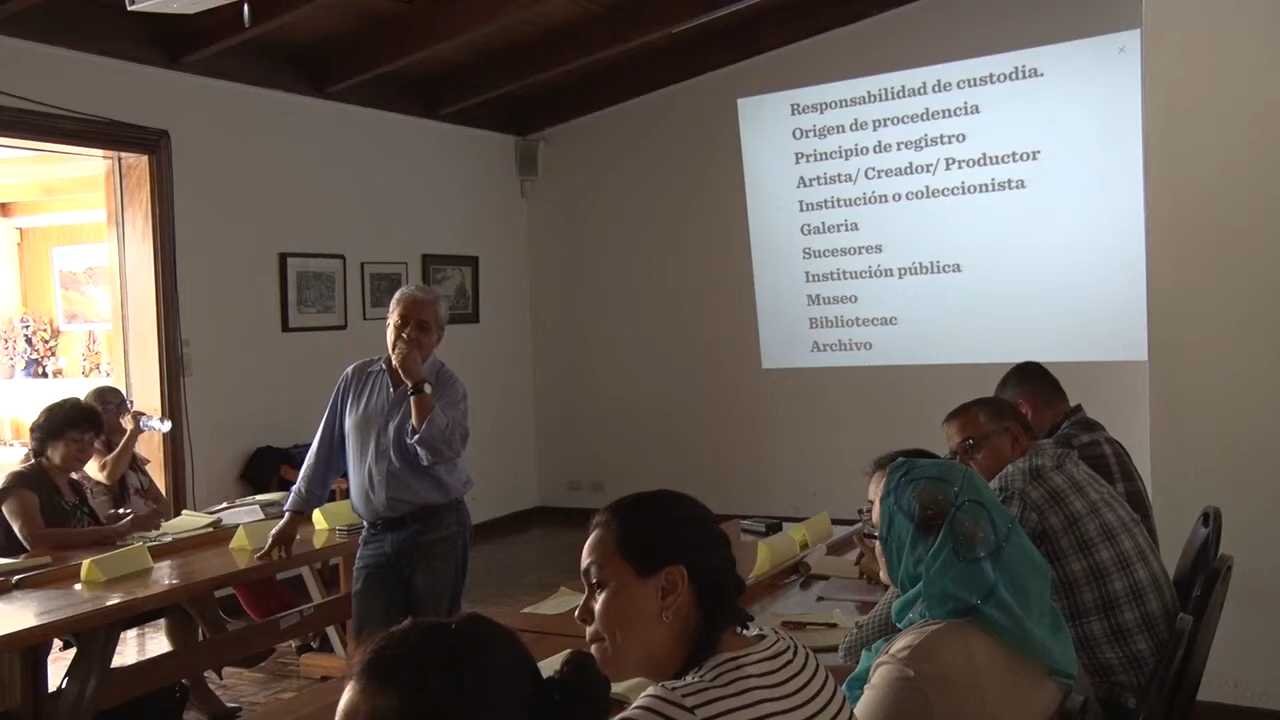 Responsabilidad de custodia.
Origen de procedencia
Principio de registro
Artista/ Creador/ Productor
Institución o coleccionista
Galeria
Sucesores
Institución pública
Museo
Bibliotecac
Archivo